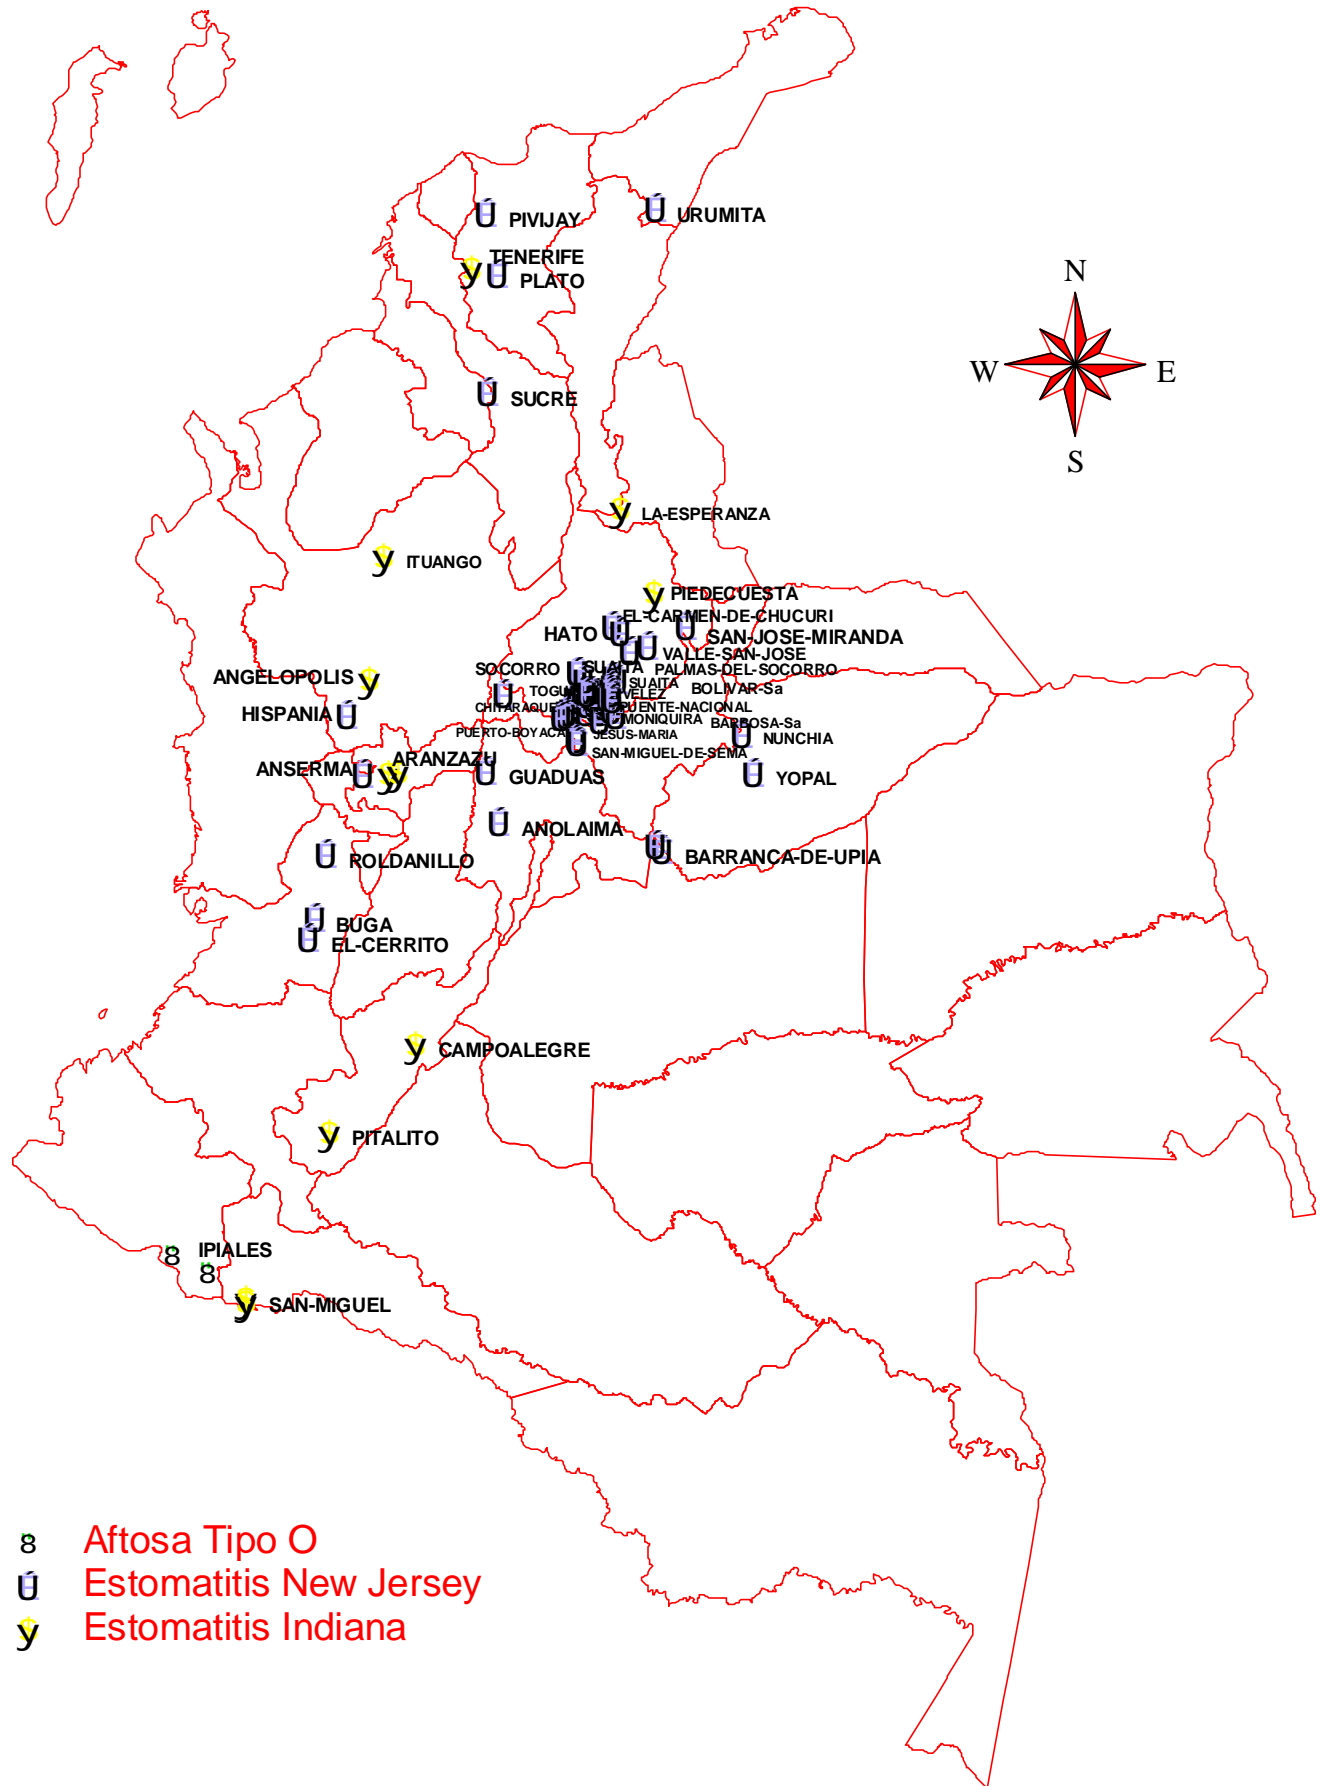 PIVIJAY
URUMITA
TENERIFE
PLATO
N
W
E
S
SUCRE
LA-ESPERANZA
ITUANGO
PIEDECUESTA
EL-CARMEN-DE-CHUCURI
HATO
SAN-JOSE-MIRANDA
VALLE-SAN-JOSE
SOCORRO
SUAITA
PALMAS-DEL-SOCORRO
ANGELOPOLIS
SUAITA
BOLIVAR-Sa
VELEZ
CHITARAQUE
PUENTE-NACIONAL
HISPANIA
MONIQUIRA
BARBOSA-Sa
PUERTO-BOYACA
JESUS-MARIA
NUNCHIA
SAN-MIGUEL-DE-SEMA
ARANZAZU
ANSERMA
GUADUAS
YOPAL
ANOLAIMA
ROLDANILLO
BARRANCA-DE-UPIA
BUGA
EL-CERRITO
CAMPOALEGRE
PITALITO
IPIALES
SAN-MIGUEL
8 Aftosa Tipo O
Ú Estomatitis New Jersey
y Estomatitis Indiana